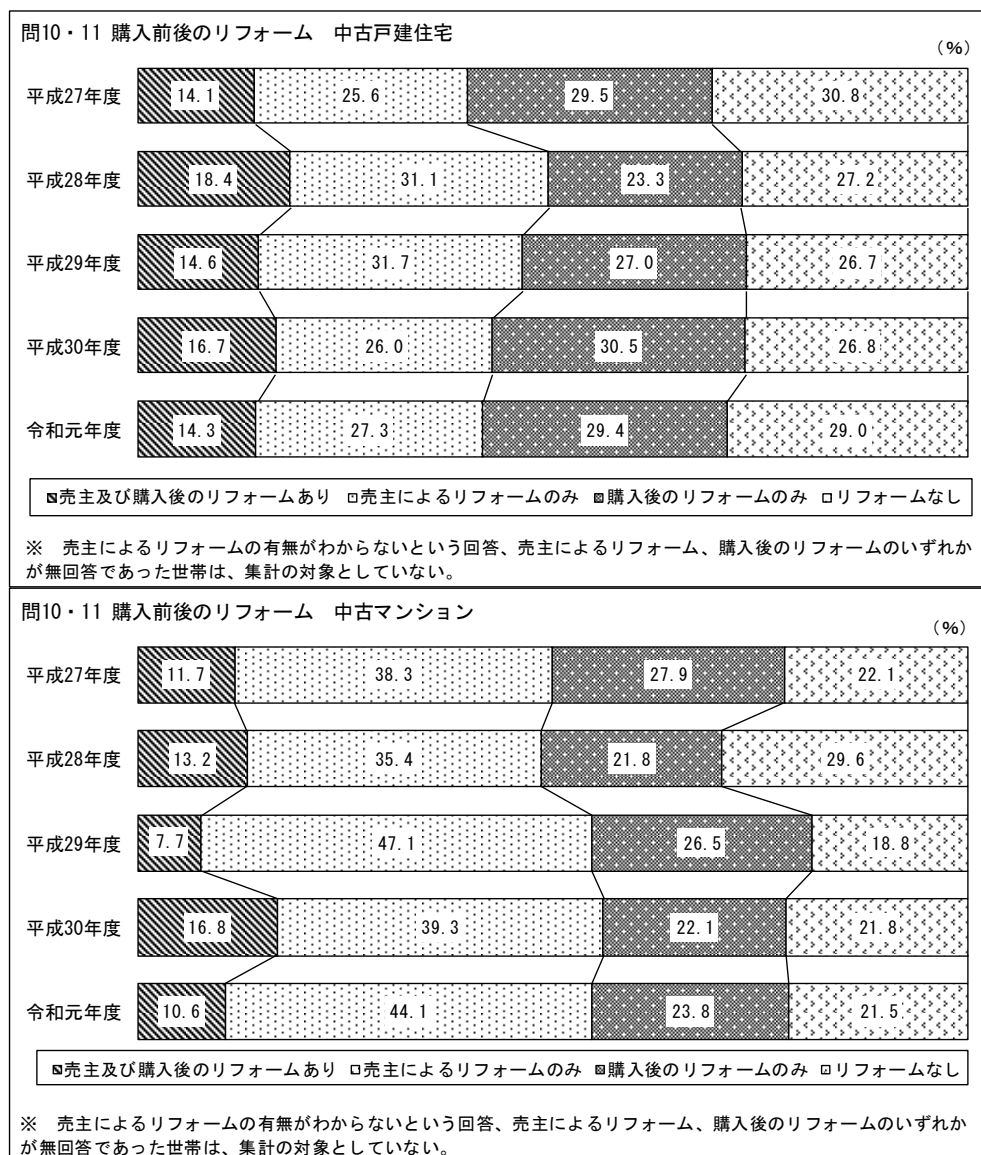 問10・11 購入前後のリフォーム　中古戸建住宅
（%）
平成27年度 14.1 25.6 29.5 30.8
平成28年度 18.4 31.1 23.3 27.2
平成29年度 14.6 31.7 27.0 26.7
平成30年度 16.7 26.0 30.5 26.8
令和元年度 14.3 27.3 29.4 29.0
売主及び購入後のリフォームあり 売主によるリフォームのみ 購入後のリフォームのみ リフォームなし
※　売主によるリフォームの有無がわからないという回答、売主によるリフォーム、購入後のリフォームのいずれか
が無回答であった世帯は、集計の対象としていない。
問10・11 購入前後のリフォーム　中古マンション
（%）
平成27年度 11.7 38.3 27.9 22.1
平成28年度 13.2 35.4 21.8 29.6
平成29年度 7.7 47.1 26.5 18.8
平成30年度 16.8 39.3 22.1 21.8
令和元年度 10.6 44.1 23.8 21.5
売主及び購入後のリフォームあり 売主によるリフォームのみ 購入後のリフォームのみ リフォームなし
※　売主によるリフォームの有無がわからないという回答、売主によるリフォーム、購入後のリフォームのいずれか
が無回答であった世帯は、集計の対象としていない。